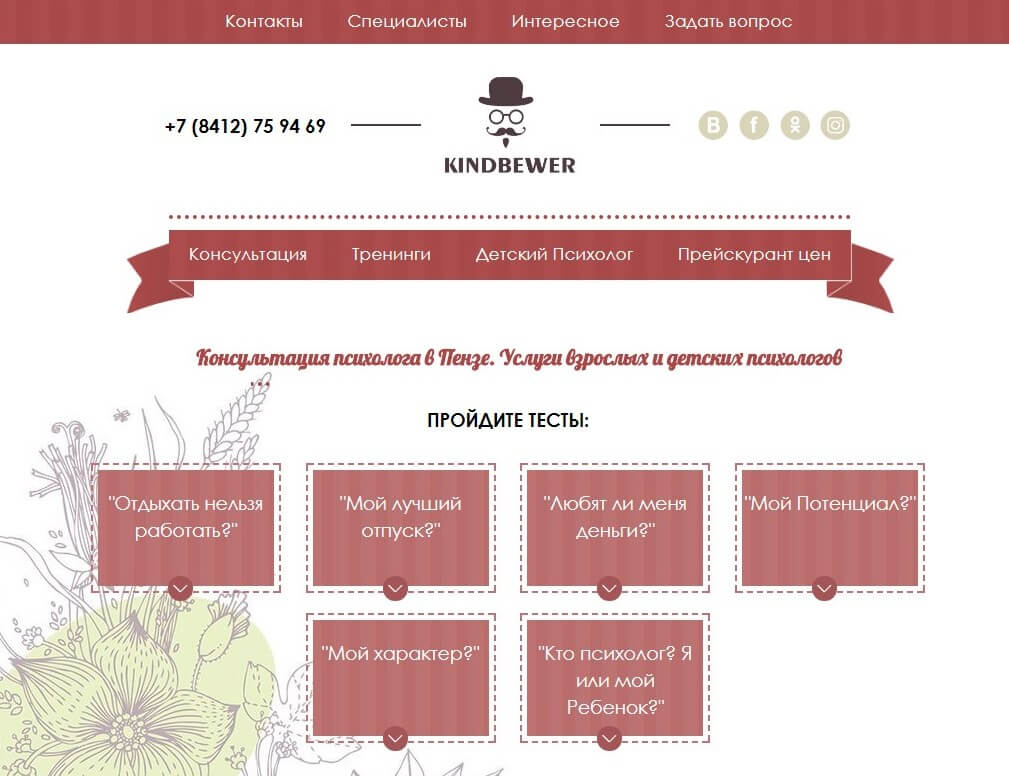 Контакты Специалисты Интересное Задать вопрос
+7 (8412) 75 94 69
KINDBEWER
Консультация Тренинги Детский Психолог Прейскурант цен
Консультация психолога в Пензе. Услуги взрослых и детских психологов
...
ПРОЙДИТЕ ТЕСТЫ:
"Отдыхать нельзя
работать?"
"Мой лучший
отпуск?"
"Любят ли меня
деньги?"
"Мой Потенциал?"
"Мой характер?"
"Кто психолог? Я
или мой
Ребенок?"